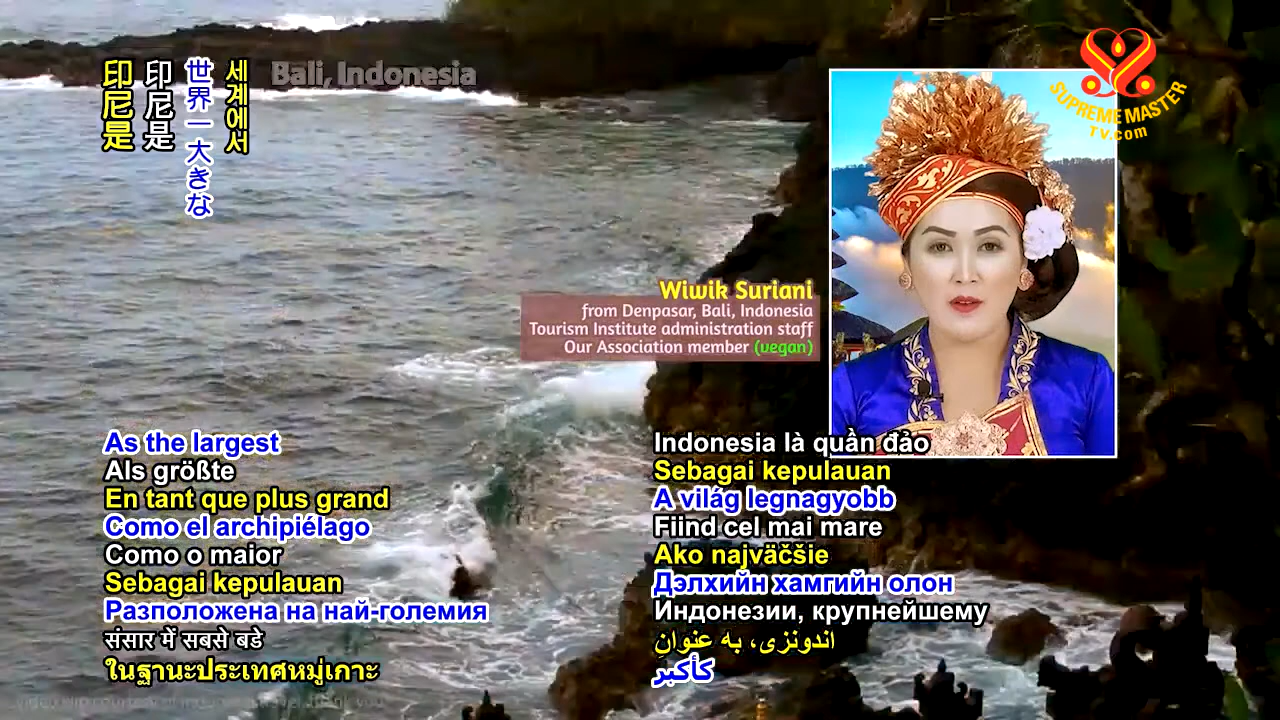 印尼是
印尼是
世界一大きな
세계에서
Bali, Indonesia
SUPREME MASTER
TV.com
Wiwik Suriani
from Denpasar, Bali, Indonesia
Tourism Institute administration staff
Our Association member (vegan)
As the largest
Als größte
En tant que plus grand
Como el archipiélago
Como o maior
Sebagai kepulauan
Разположена на най-големия
संसार में सबसे बडे
ในฐานะประเทศหมู่เกาะ
Indonesia là quần đảo
Sebagai kepulauan
A világ legnagyobb
Fiind cel mai mare
Ako najväčšie
Дэлхийн хамгийн олон
Индонезии, крупнейшему
اندونزی، به عنوانِ
كأكبر